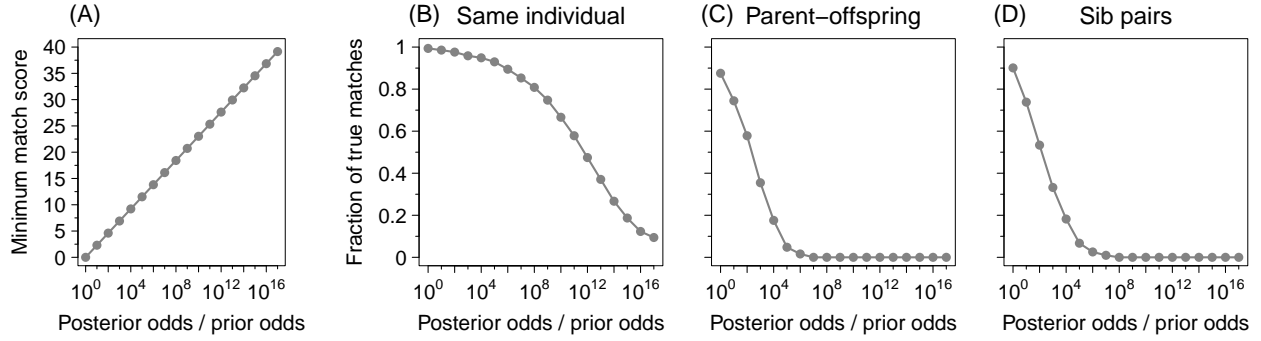 (A)
Minimum match score
40
35
30
25
20
15
10
5
0
10^0 10^4 10^8 10^12 10^16
Posterior odds / prior odds
(B) Same individual
Fraction of true matches
1
0.8
0.6
0.4
0.2
0
10^0 10^4 10^8 10^12 10^16
Posterior odds / prior odds
(C) Parent−offspring
10^0 10^4 10^8 10^12 10^16
Posterior odds / prior odds
(D) Sib pairs
10^0 10^4 10^8 10^12 10^16
Posterior odds / prior odds